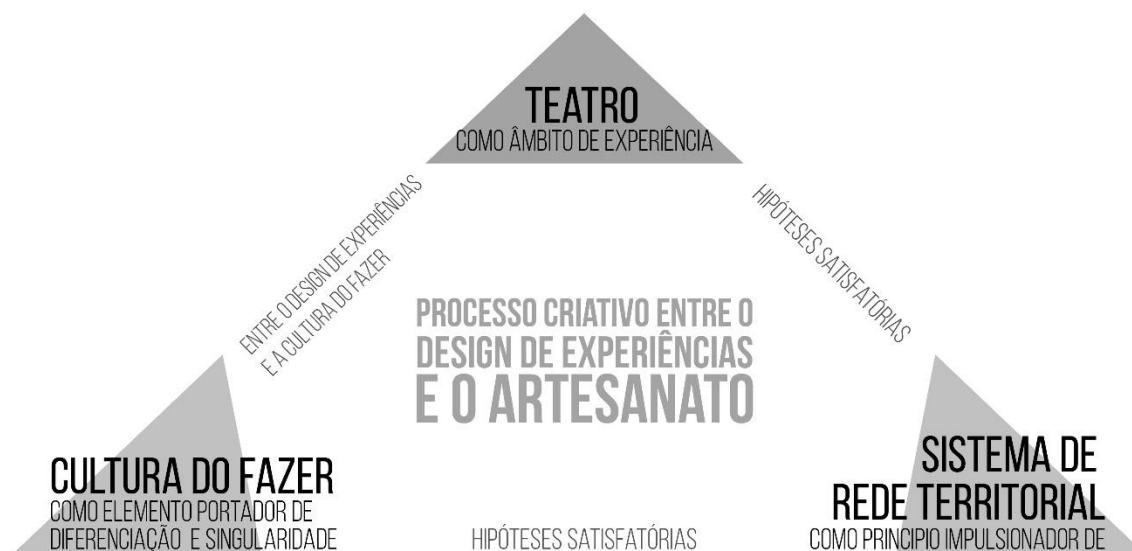 TEATRO
COMO ÂMBITO DE EXPERIÊNCIA
ENTRE O DESIGN DE EXPERIÊNCIAS
E A CULTURA DO FAZER
HIPÓTESES SATISFATÓRIAS
PROCESSO CRIATIVO ENTRE O
DESIGN DE EXPERIÊNCIAS
E O ARTESANATO
CULTURA DO FAZER
COMO ELEMENTO PORTADOR DE
DIFERENCIAÇÃO E SINGULARIDADE
HIPÓTESES SATISFATÓRIAS
SISTEMA DE
REDE TERRITORIAL
COMO PRINCIPIO IMPULSIONADOR DE